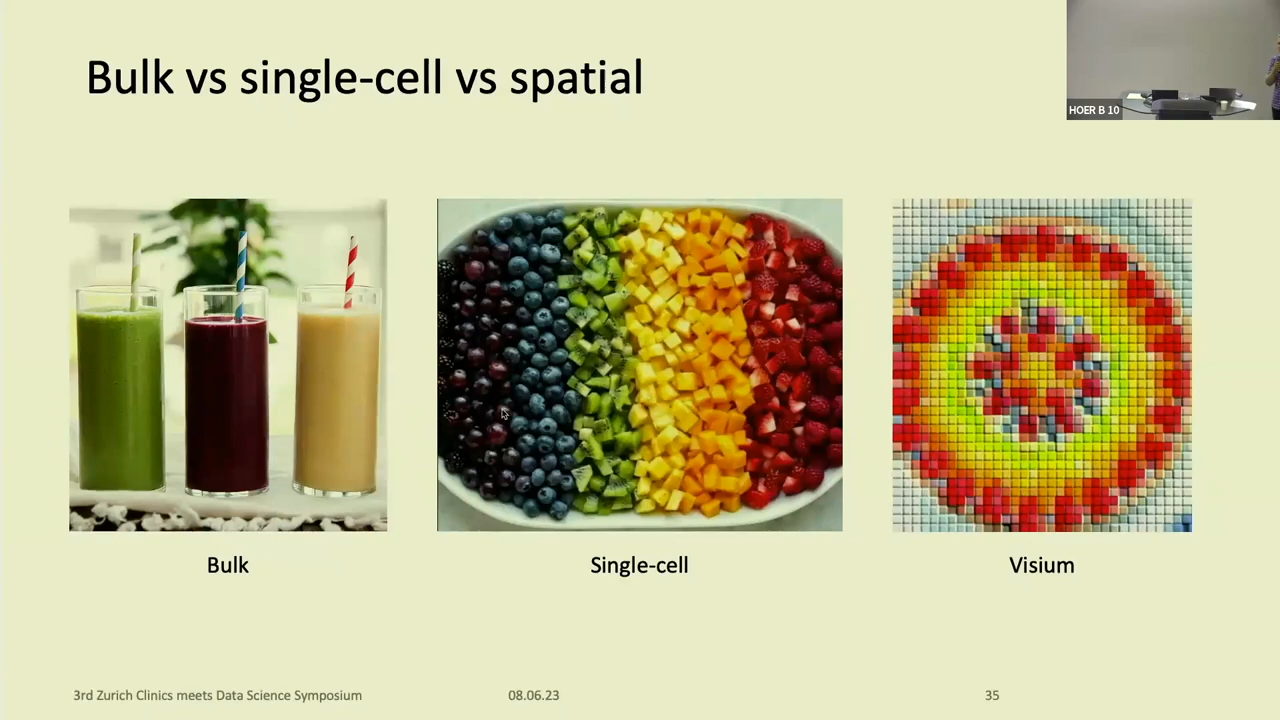 Bulk vs single-cell vs spatial
HOER B 10
Bulk
Single-cell
Visium
3rd Zurich Clinics meets Data Science Symposium
08.06.23
35